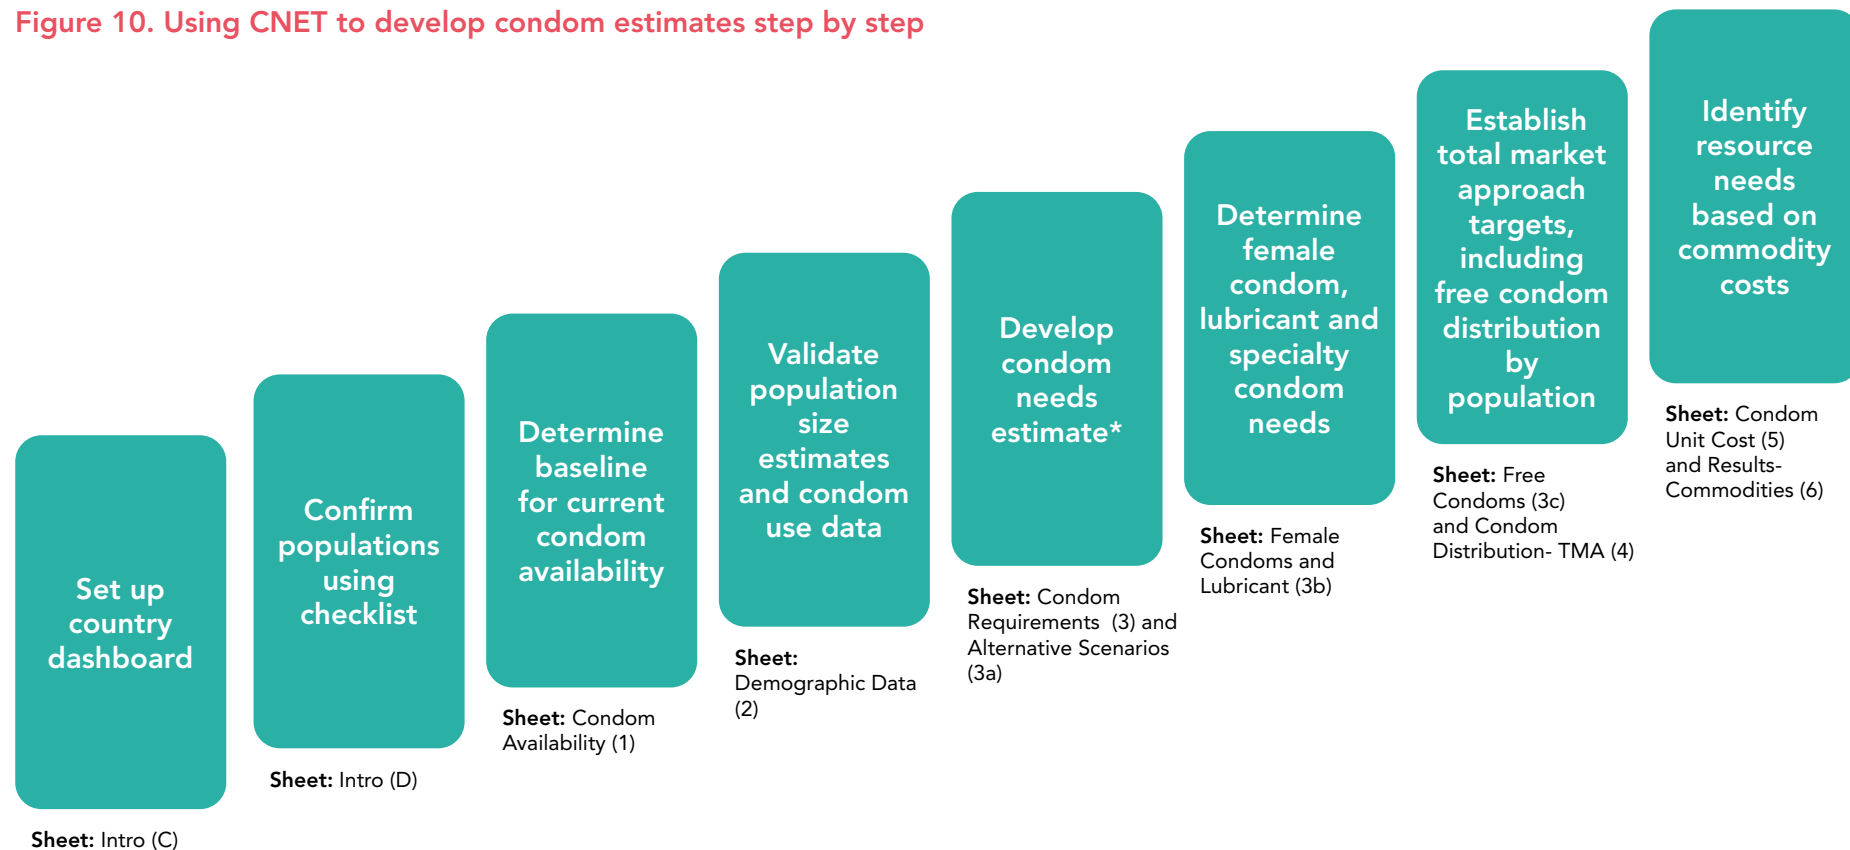 Figure 10. Using CNET to develop condom estimates step by step
Set up
country
dashboard
Sheet: Intro (C)
Confirm
populations
using
checklist
Sheet: Intro (D)
Determine
baseline
for current
condom
availability
Sheet: Condom
Availability (1)
Validate
population
size
estimates
and condom
use data
Sheet:
Demographic Data
(2)
Develop
condom
needs
estimate*
Sheet: Condom
Requirements (3) and
Alternative Scenarios
(3a)
Determine
female
condom,
lubricant and
specialty
condom
needs
Sheet: Female
Condoms and
Lubricant (3b)
Establish
total market
approach
targets,
including
free condom
distribution
by
population
Sheet: Free
Condoms (3c)
and Condom
Distribution- TMA (4)
Identify
resource
needs
based on
commodity
costs
Sheet: Condom
Unit Cost (5)
and Results-
Commodities (6)